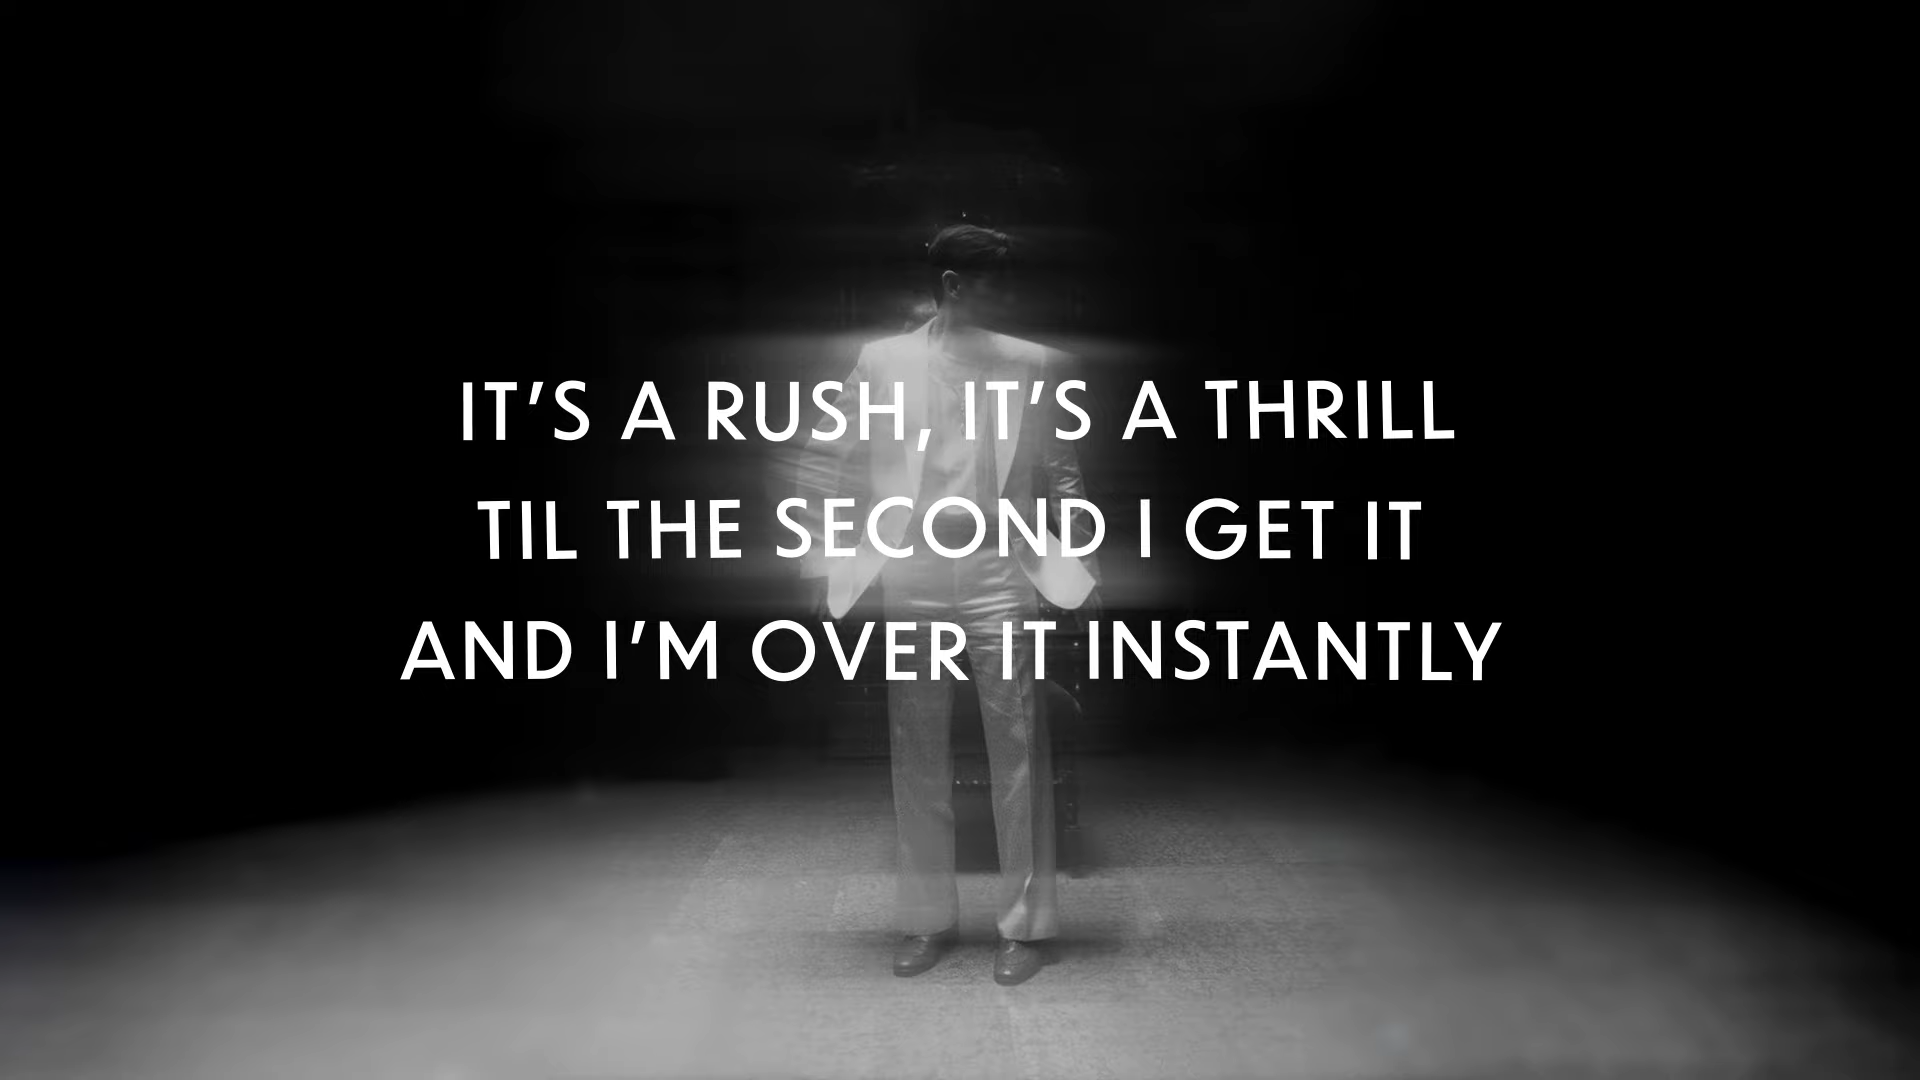 IT'S A RUSH, IT'S A THRILL
TIL THE SECOND I GET IT
AND I'M OVER IT INSTANTLY